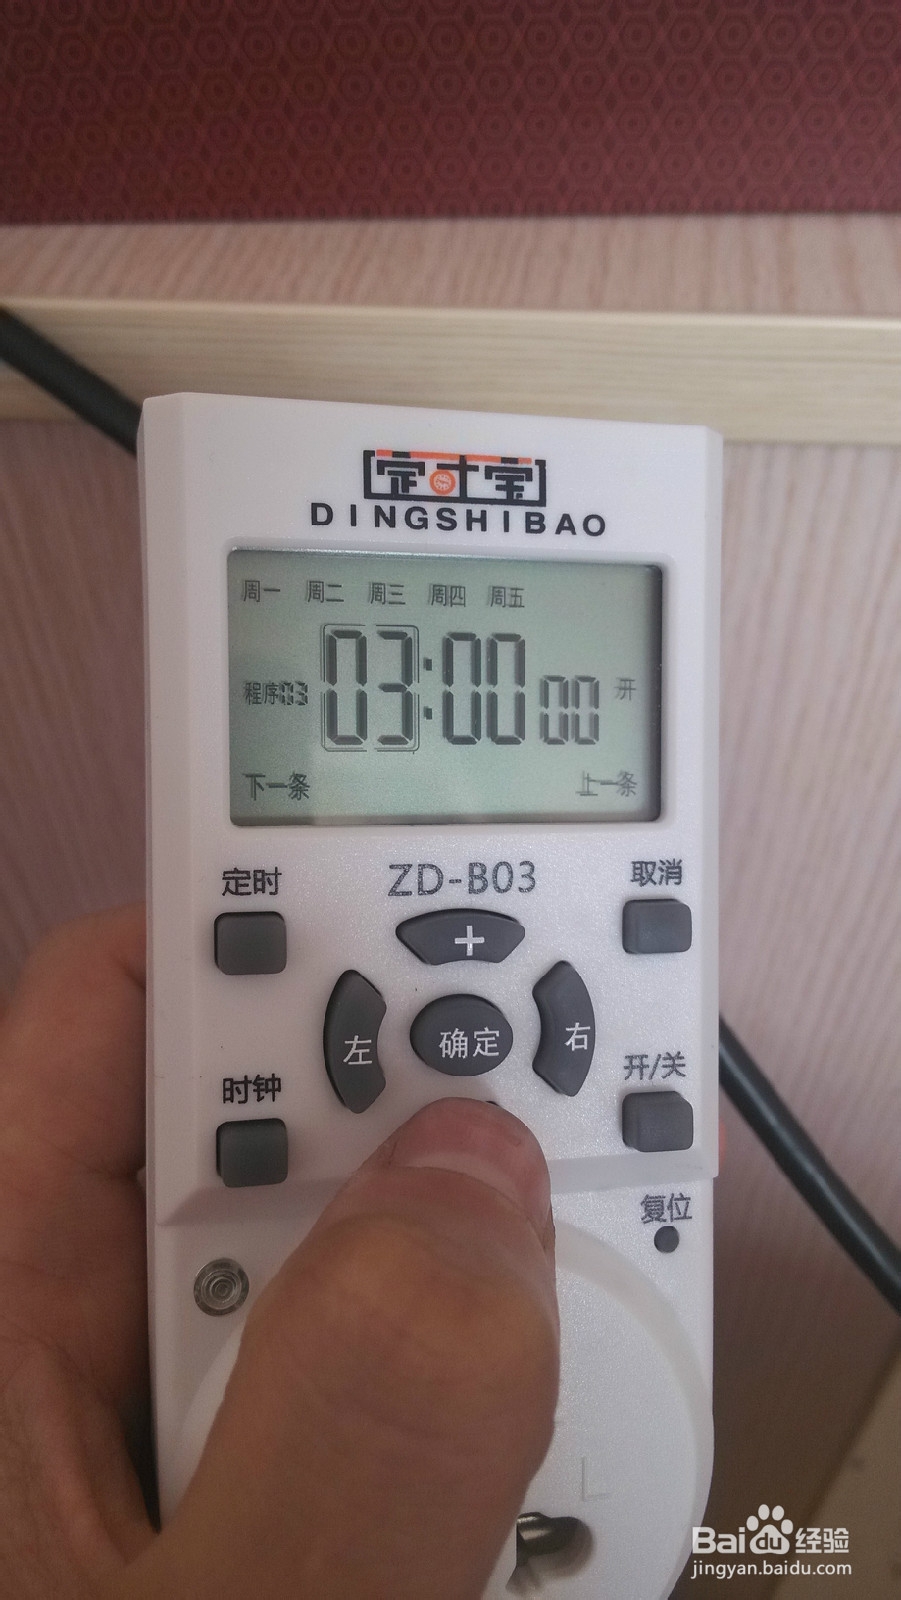 定时宝
DINGSHIBAO
周一 周二 周三 周四 周五
程序03 03:00 00 开
下一条 上一条
定时 ZD-B03 取消
+
左 确定 右
时钟 开/关
复位
L
Bai du 经验
jingyan.baidu.com